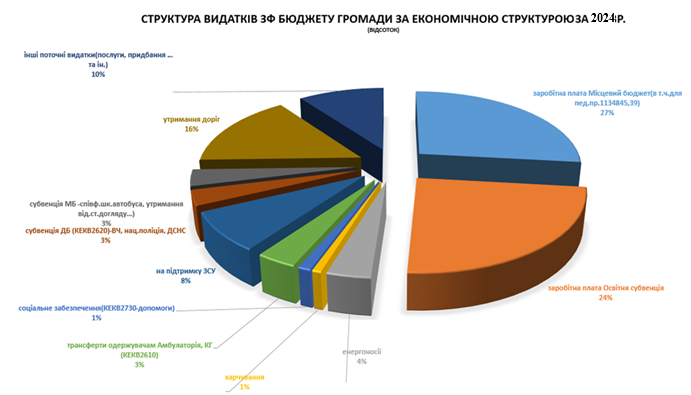 СТРУКТУРА ВИДАТКІВ ЗФ БЮДЖЕТУ ГРОМАДИ ЗА ЕКОНОМІЧНОЮ СТРУКТУРОЮ ЗА 2024Р.
(ВІДСОТОК)
інші поточні видатки(послуги, придбання ...
та ін.)
10%
заробітна плата Місцевий бюджет(в т.ч.для
пед.пр.1134845,39)
27%
утримання доріг
16%
субвенція МБ -співф.шк.автобуса, утримання
від.ст.догляду...)
3%
субвенція ДБ (КЕКВ2620)-ВЧ, нац.поліція, ДСНС
3%
на підтримку ЗСУ
8%
заробітна плата Освітня субвенція
24%
соціальне забезпечення(КЕКВ2730-допомоги)
1%
трансферти одержувачам Амбулаторія, КГ
(КЕКВ2610)
3%
енергоносії
4%
харчування
1%